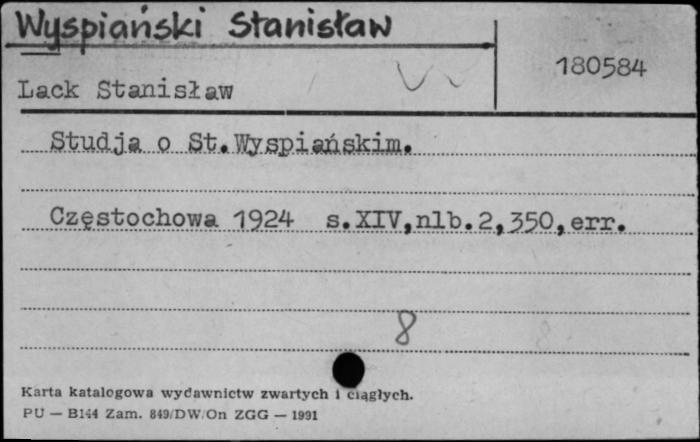 Wyspiański Stanisław
180584
Lack Stanisław
Studja o St.Wyspiańskim.
Częstochowa 1924 s.XIV,nlb.2,350,err.
8
Karta katalogowa wydawnictw zwartych i ciągłych.
PU — B144 Zam. 849/DW/On ZGG — 1991